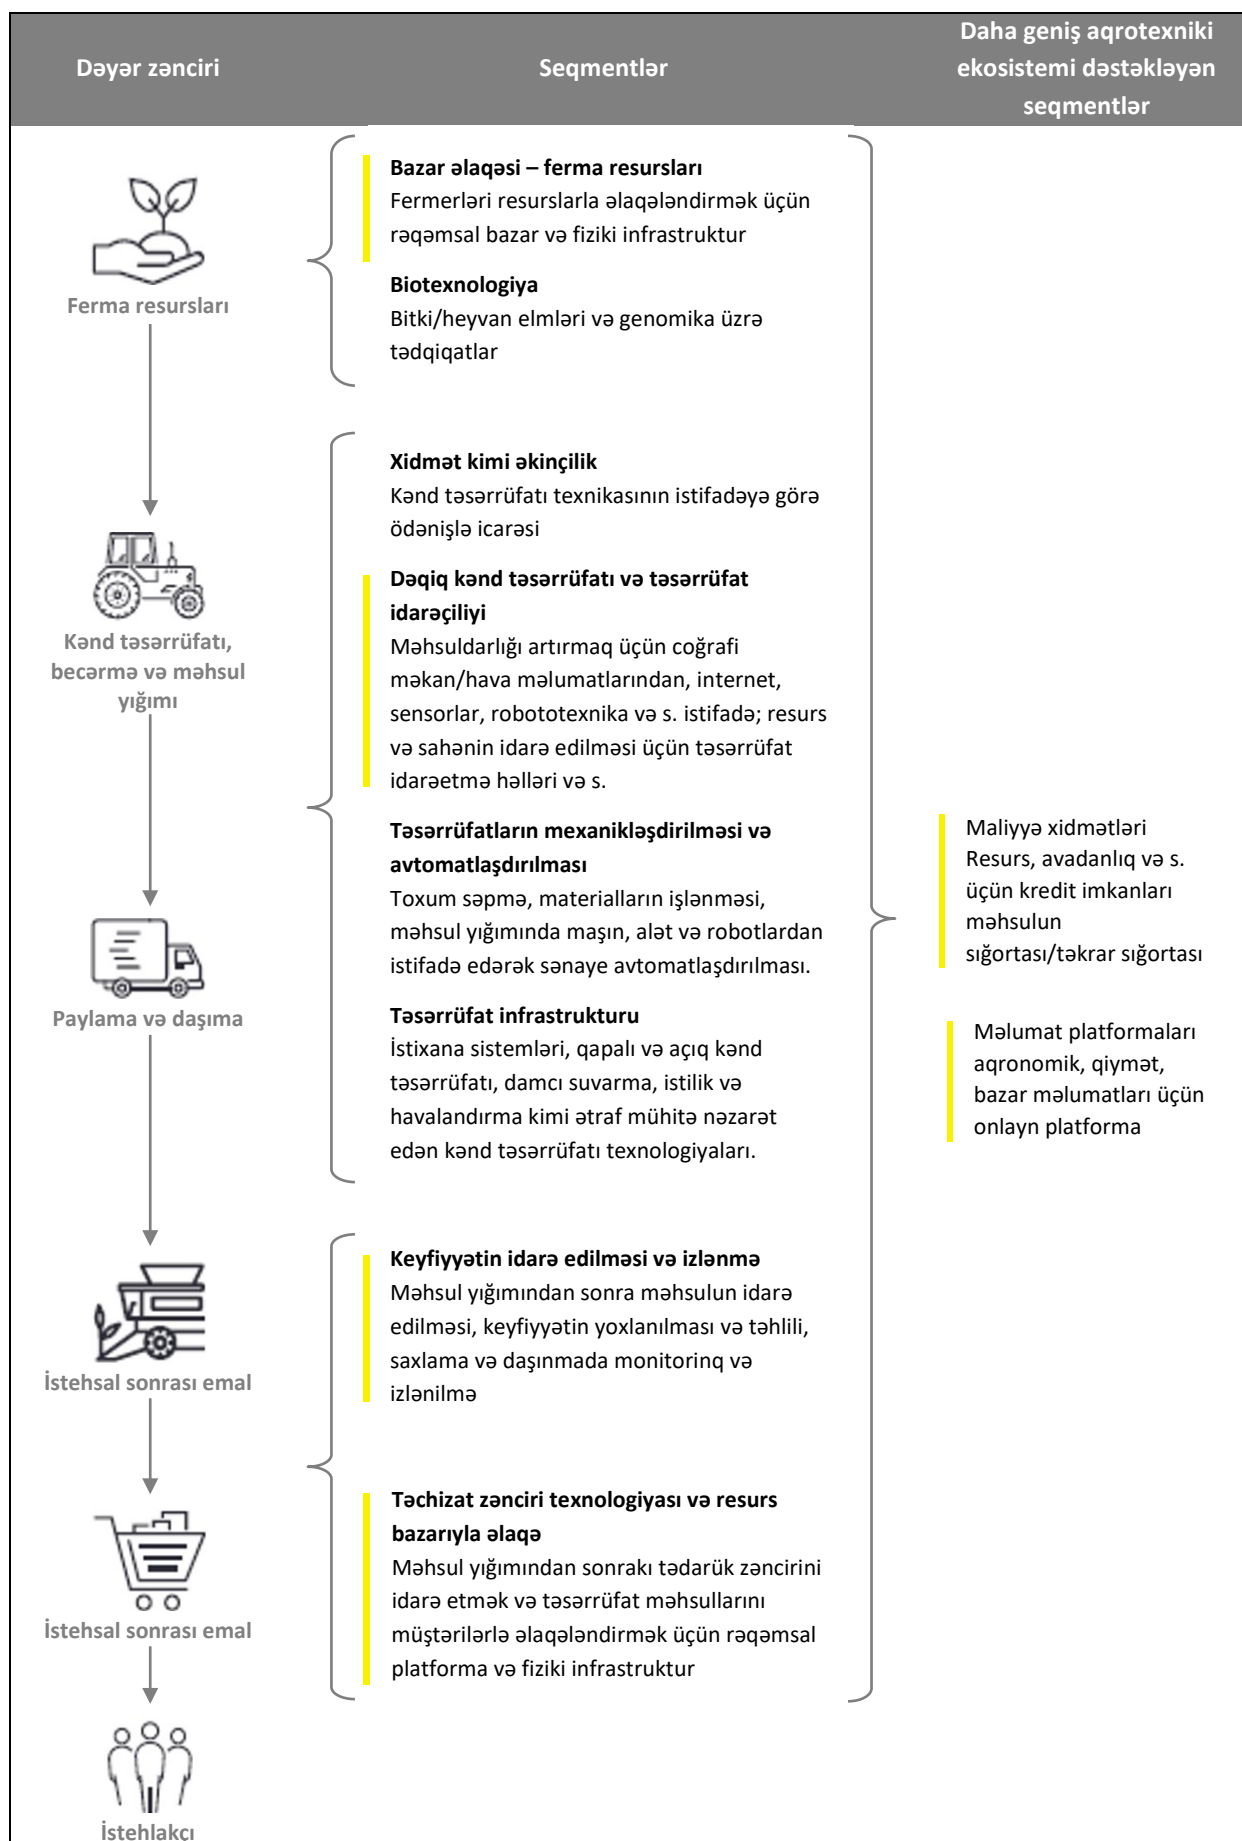 Dəyər zənciri
Seqmentlər
Daha geniş aqrotexniki
ekosistemi dəstəkləyən
seqmentlər
Ferma resursları
Bazar əlaqəsi – ferma resursları
Fermerləri resurslarla əlaqələndirmək üçün
rəqəmsal bazar və fiziki infrastruktur
Biotexnologiya
Bitki/heyvan elmləri və genomika üzrə
tədqiqatlar
Kənd təsərrüfatı,
becərmə və məhsul
yığımı
Paylama və daşıma
Xidmət kimi əkinçilik
Kənd təsərrüfatı texnikasının istifadəyə görə
ödənişlə icarəsi
Dəqiq kənd təsərrüfatı və təsərrüfat
idarəçiliyi
Məhsuldarlığı artırmaq üçün coğrafi
məkan/hava məlumatlarından, internet,
sensorlar, robototexnika və s. istifadə; resurs
və sahənin idarə edilməsi üçün təsərrüfat
idarəetmə həlləri və s.
Təsərrüfatların mexanikləşdirilməsi və
avtomatlaşdırılması
Toxum səpmə, materialların işlənməsi,
məhsul yığımında maşın, alət və robotlardan
istifadə edərək sənaye avtomatlaşdırılması.
Təsərrüfat infrastrukturu
İstixana sistemləri, qapalı və açıq kənd
təsərrüfatı, damcı suvarma, istilik və
havalandırma kimi ətraf mühitə nəzarət
edən kənd təsərrüfatı texnologiyaları.
İstehsal sonrası emal
İstehsal sonrası emal
İstehlakçı
Keyfiyyətin idarə edilməsi və izlənmə
Məhsul yığımından sonra məhsulun idarə
edilməsi, keyfiyyətin yoxlanılması və təhlili,
saxlama və daşınmada monitorinq və
izlənilmə
Təchizat zənciri texnologiyası və resurs
bazarıyla əlaqə
Məhsul yığımından sonrakı tədarük zəncirini
idarə etmək və təsərrüfat məhsullarını
müştərilərlə əlaqələndirmək üçün rəqəmsal
platforma və fiziki infrastruktur
Maliyyə xidmətləri
Resurs, avadanlıq və s.
üçün kredit imkanları
məhsulun
sığortası/təkrar sığortası
Məlumat platformaları
aqronomik, qiymət,
bazar məlumatları üçün
onlayn platforma